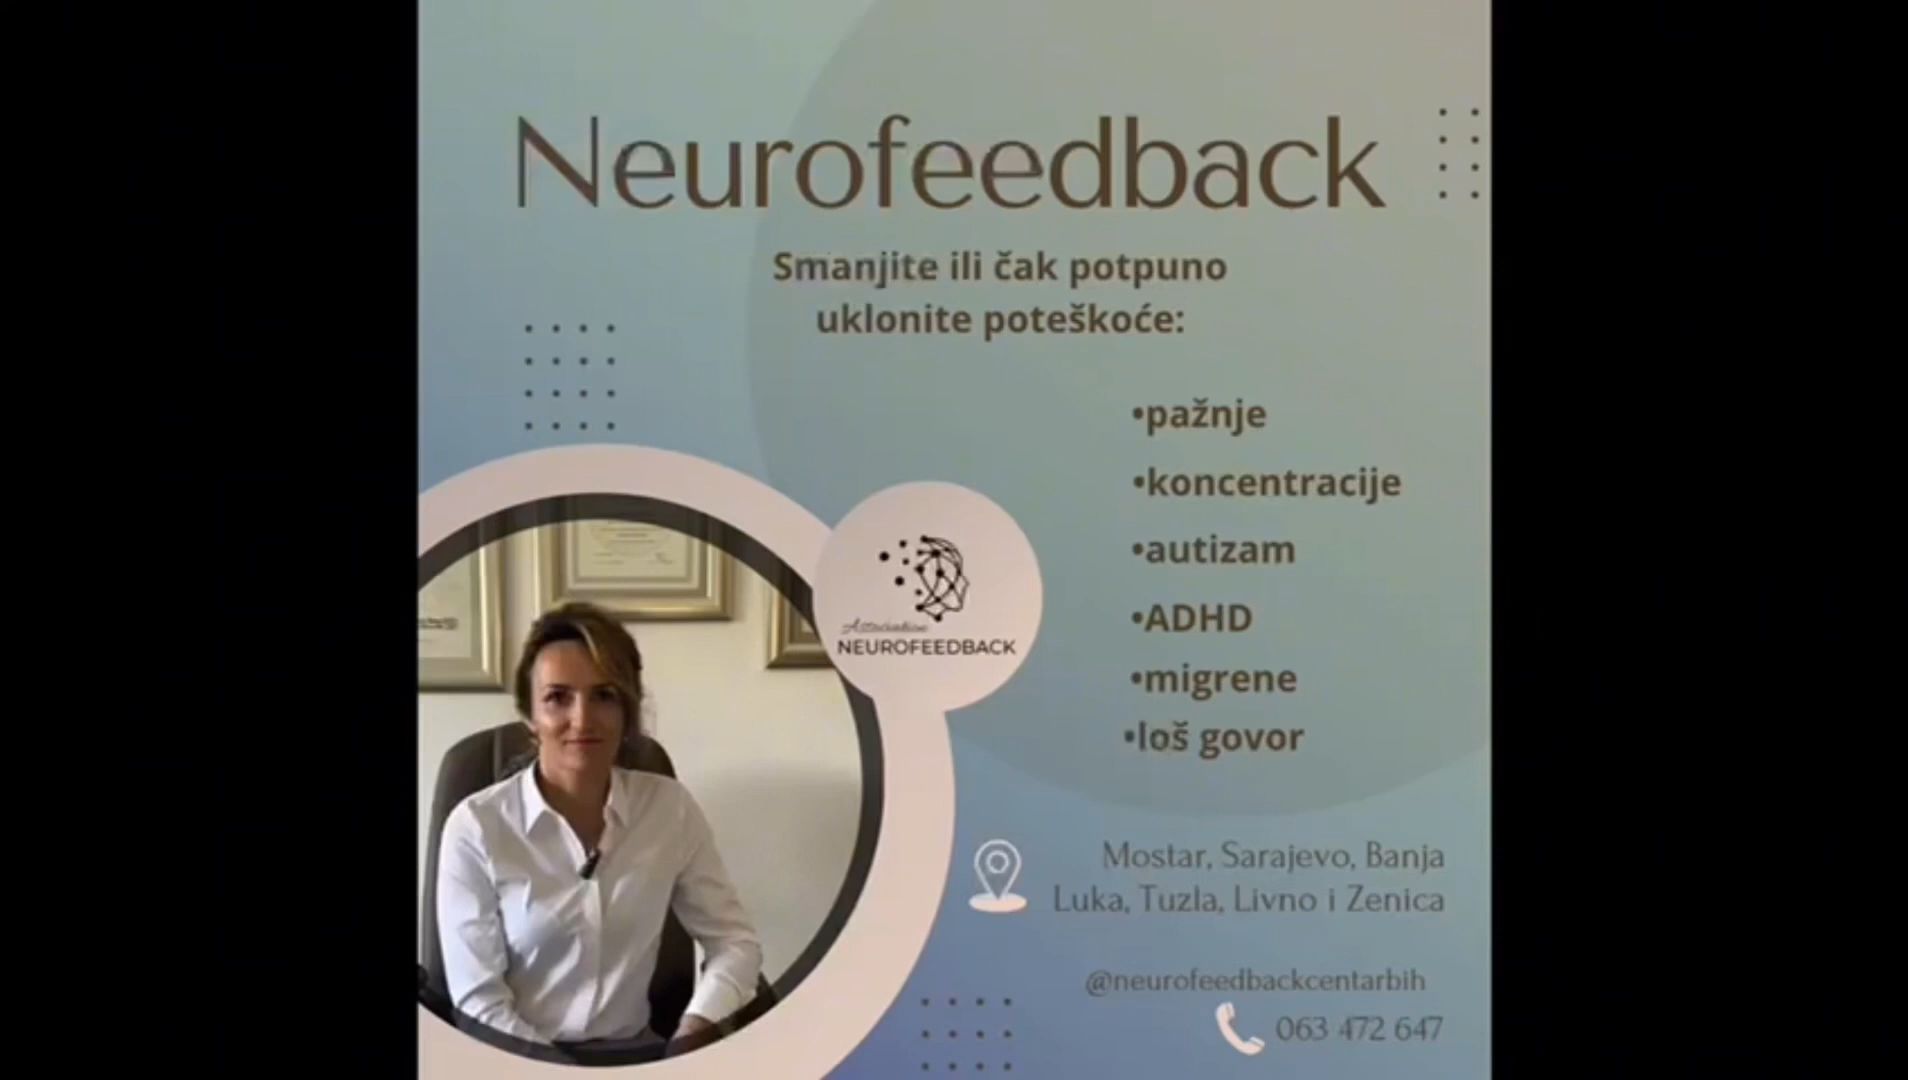 Neurofeedback
Smanjite ili čak potpuno
uklonite poteškoće:
•pažnje
•koncentracije
•autizam
•ADHD
•migrene
•loš govor
Association
NEUROFEEDBACK
Mostar, Sarajevo, Banja
Luka, Tuzla, Livno i Zenica
@neurofeedbackcentarbih
063 472 647